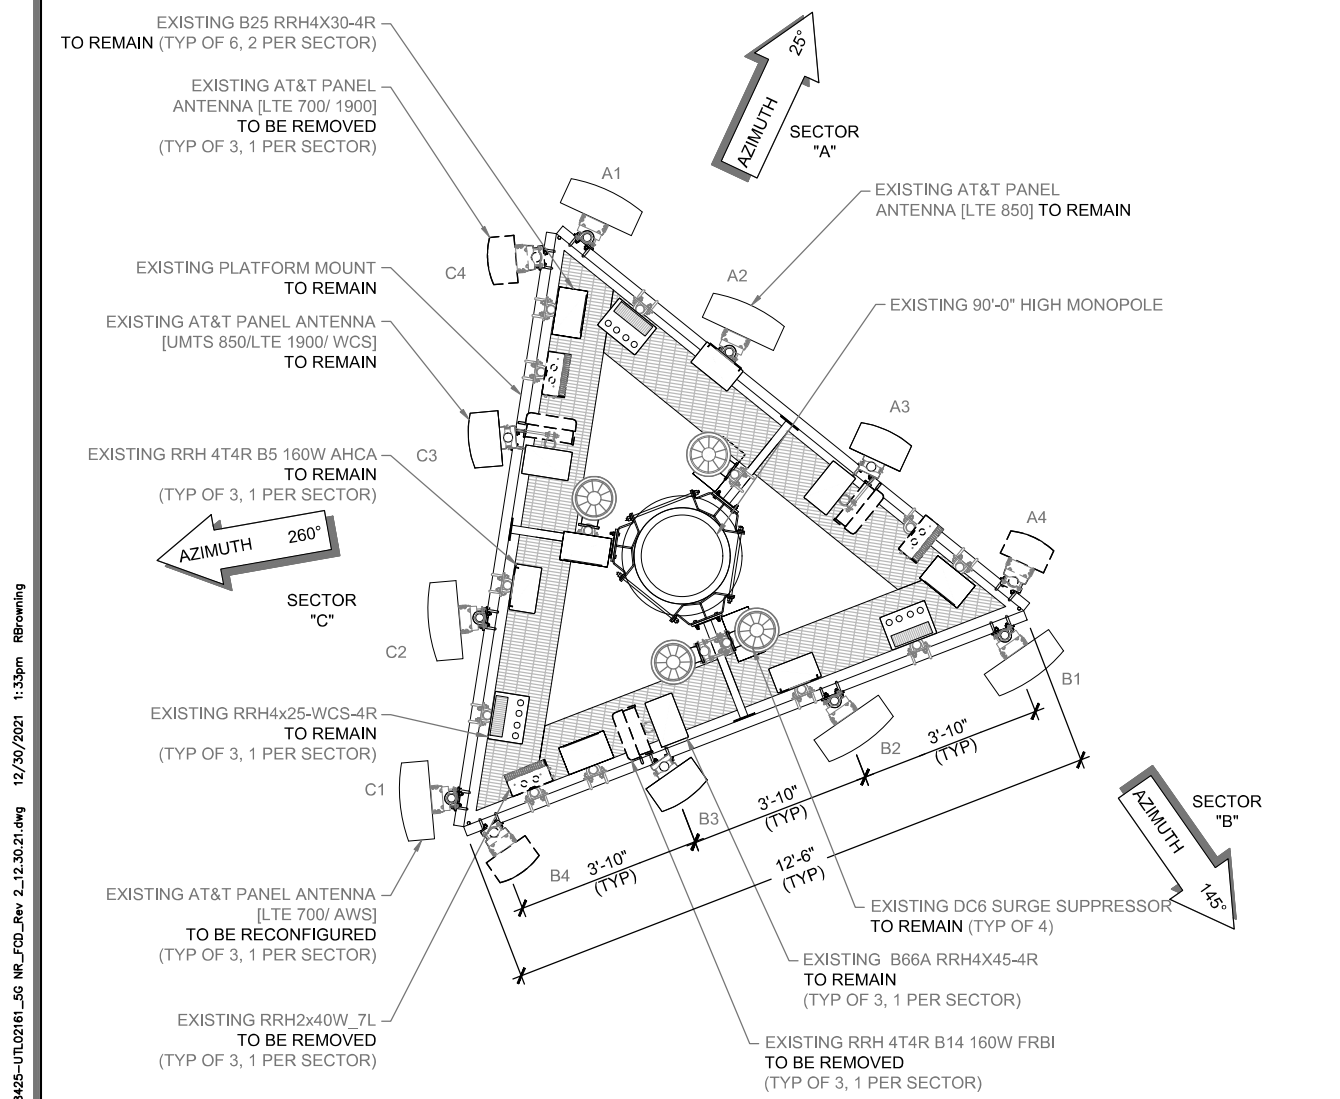 EXISTING B25 RRH4X30-4R
TO REMAIN (TYP OF 6, 2 PER SECTOR)
EXISTING AT&T PANEL
ANTENNA [LTE 700/ 1900]
TO BE REMOVED
(TYP OF 3, 1 PER SECTOR)
EXISTING PLATFORM MOUNT
TO REMAIN
EXISTING AT&T PANEL ANTENNA
[UMTS 850/LTE 1900/ WCS]
TO REMAIN
EXISTING RRH 4T4R B5 160W AHCA
TO REMAIN
(TYP OF 3, 1 PER SECTOR)
AZIMUTH 260°
SECTOR
"C"
EXISTING RRH4x25-WCS-4R
TO REMAIN
(TYP OF 3, 1 PER SECTOR)
EXISTING AT&T PANEL ANTENNA
[LTE 700/ AWS]
TO BE RECONFIGURED
(TYP OF 3, 1 PER SECTOR)
EXISTING RRH2x40W_7L
TO BE REMOVED
(TYP OF 3, 1 PER SECTOR)
AZIMUTH 25°
SECTOR
"A"
EXISTING AT&T PANEL
ANTENNA [LTE 850] TO REMAIN
EXISTING 90'-0" HIGH MONOPOLE
A1
A2
A3
A4
B1
B2
B3
B4
C1
C2
C3
C4
3'-10"
(TYP)
3'-10"
(TYP)
3'-10"
(TYP)
12'-6"
(TYP)
AZIMUTH 145°
SECTOR
"B"
EXISTING DC6 SURGE SUPPRESSOR
TO REMAIN (TYP OF 4)
EXISTING B66A RRH4X45-4R
TO REMAIN
(TYP OF 3, 1 PER SECTOR)
EXISTING RRH 4T4R B14 160W FRBI
TO BE REMOVED
(TYP OF 3, 1 PER SECTOR)
3425-UTL02161_5G NR_FCD_Rev 2_12.30.21.dwg 12/30/2021 1:33pm RBrowning